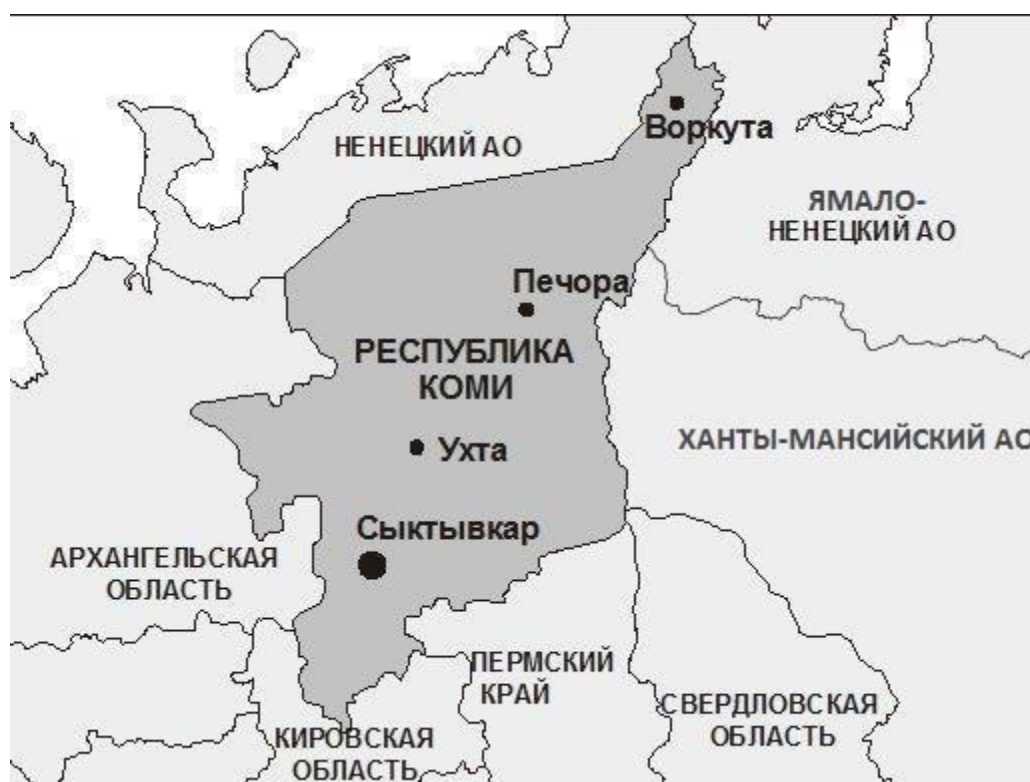 Воркута
НЕНЕЦКИЙ АО
ЯМАЛО-
НЕНЕЦКИЙ АО
Печора
РЕСПУБЛИКА
КОМИ
ХАНТЫ-МАНСИЙСКИЙ АО
Ухта
Сыктывкар
АРХАНГЕЛЬСКАЯ
ОБЛАСТЬ
ПЕРМСКИЙ
КРАЙ
СВЕРДЛОВСКАЯ
ОБЛАСТЬ
КИРОВСКАЯ
ОБЛАСТЬ